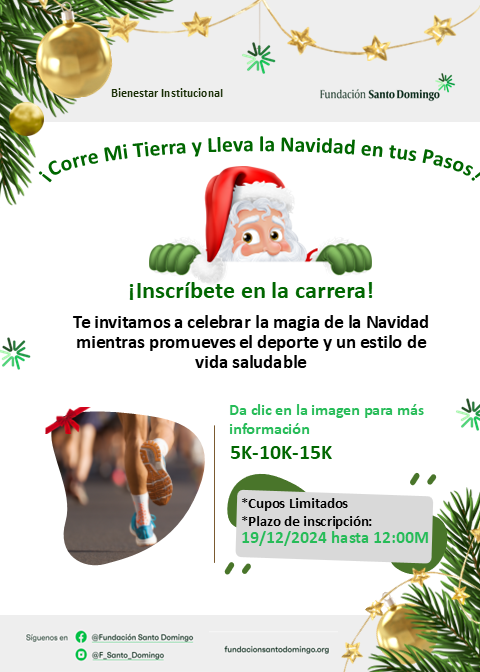 Bienestar Institucional
Fundación Santo Domingo
¡Corre Mi Tierra y Lleva la Navidad en tus Pasos!
¡Inscríbete en la carrera!
Te invitamos a celebrar la magia de la Navidad
mientras promueves el deporte y un estilo de
vida saludable
Da clic en la imagen para más
información
5K-10K-15K
*Cupos Limitados
*Plazo de inscripción:
19/12/2024 hasta 12:00M
Síguenos en
@Fundación Santo Domingo
@F_Santo_Domingo
fundacionsantodomingo.org